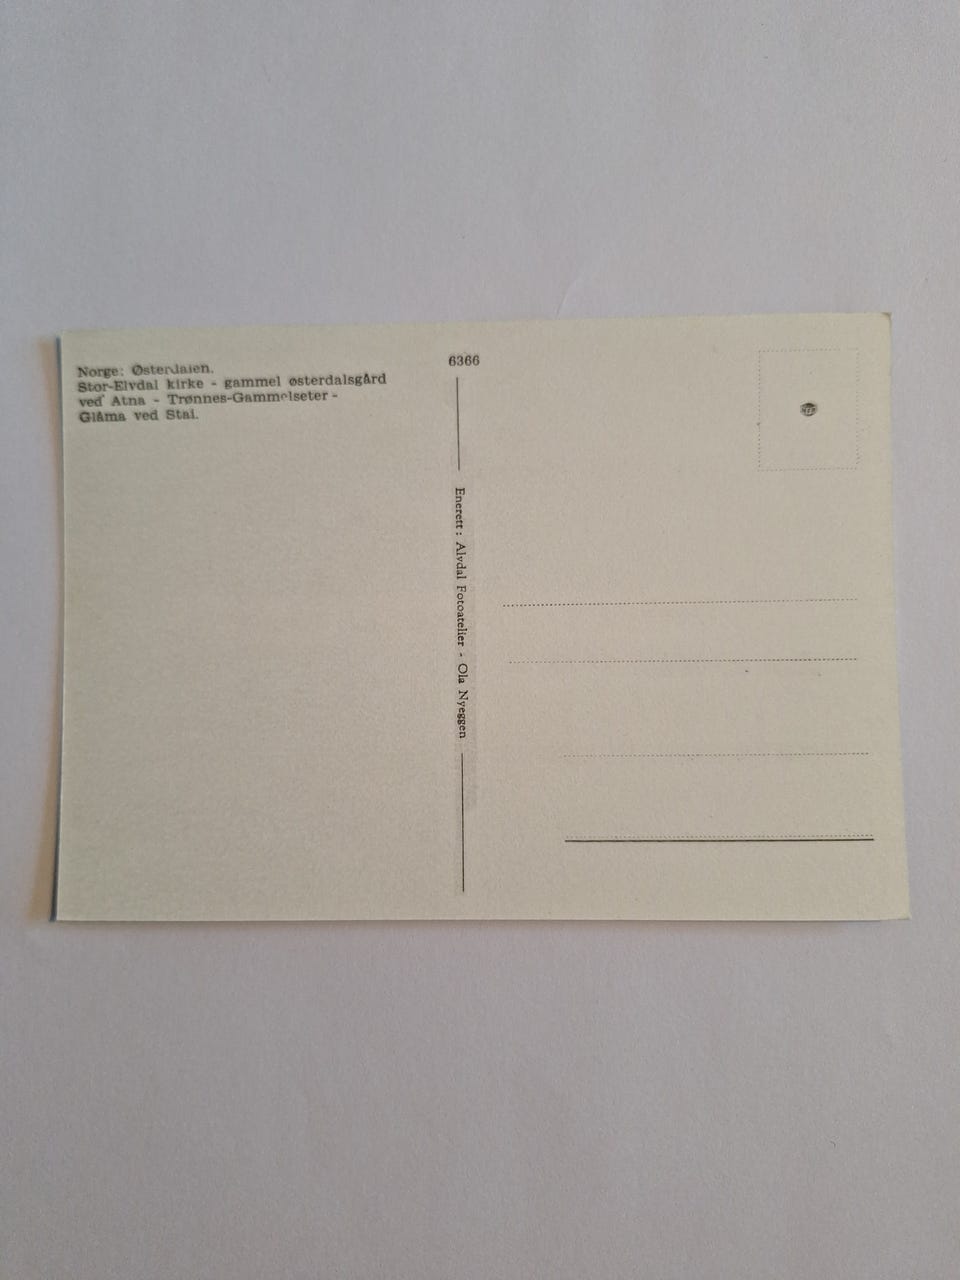 Norge: Østerdalen.
Stor-Elvdal kirke - gammel østerdalsgård
ved Atna - Trønnes-Gammelseter -
Glåma ved Stai.
6366
Enerett: Alvdal Fotoatelier - Ola Nyeggen